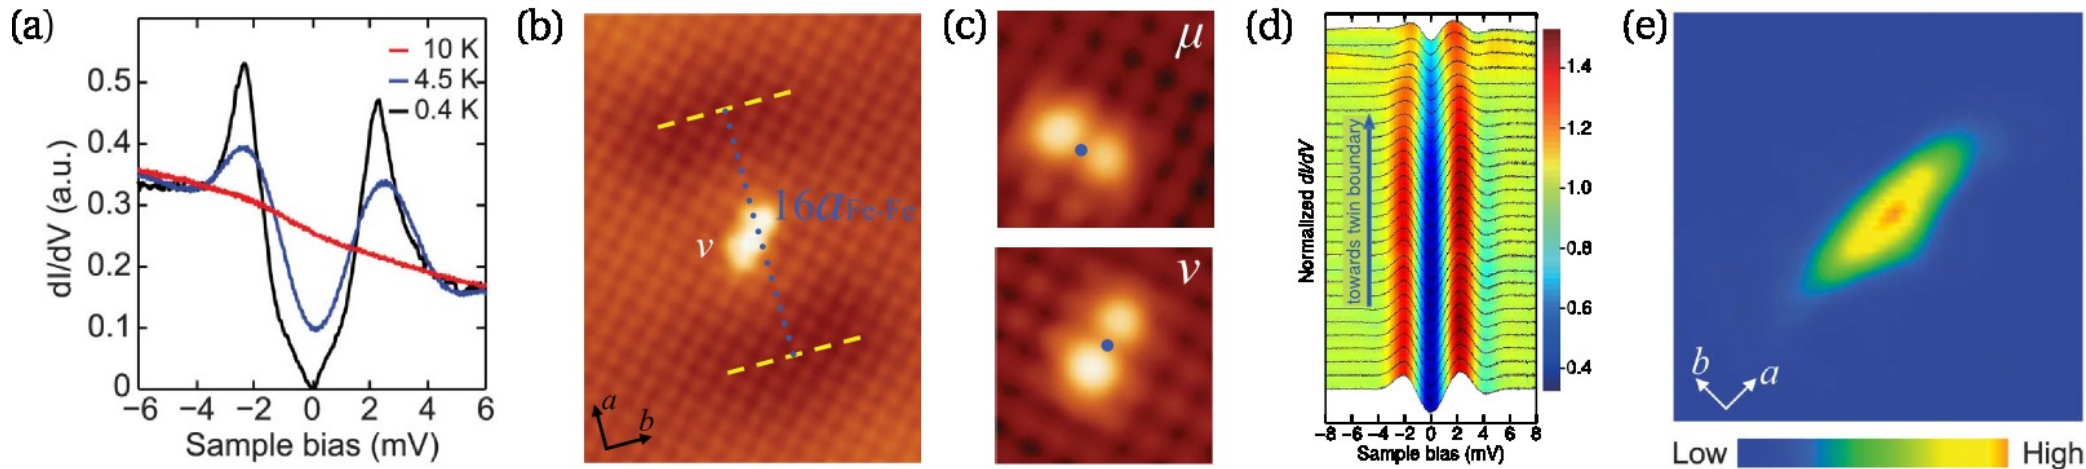 (a)
dI/dV (a.u.)
0.5
0.4
0.3
0.2
0.1
0
10 K
4.5 K
0.4 K
−6 −4 −2 0 2 4 6
Sample bias (mV)
(b)
16aFe-Fe
ν
a
b
(c)
μ
ν
(d)
Normalized dI/dV
towards twin boundary
1.4
1.2
1.0
0.8
0.6
0.4
-8 -6 -4 -2 0 2 4 6 8
Sample bias (mV)
(e)
b
a
Low High